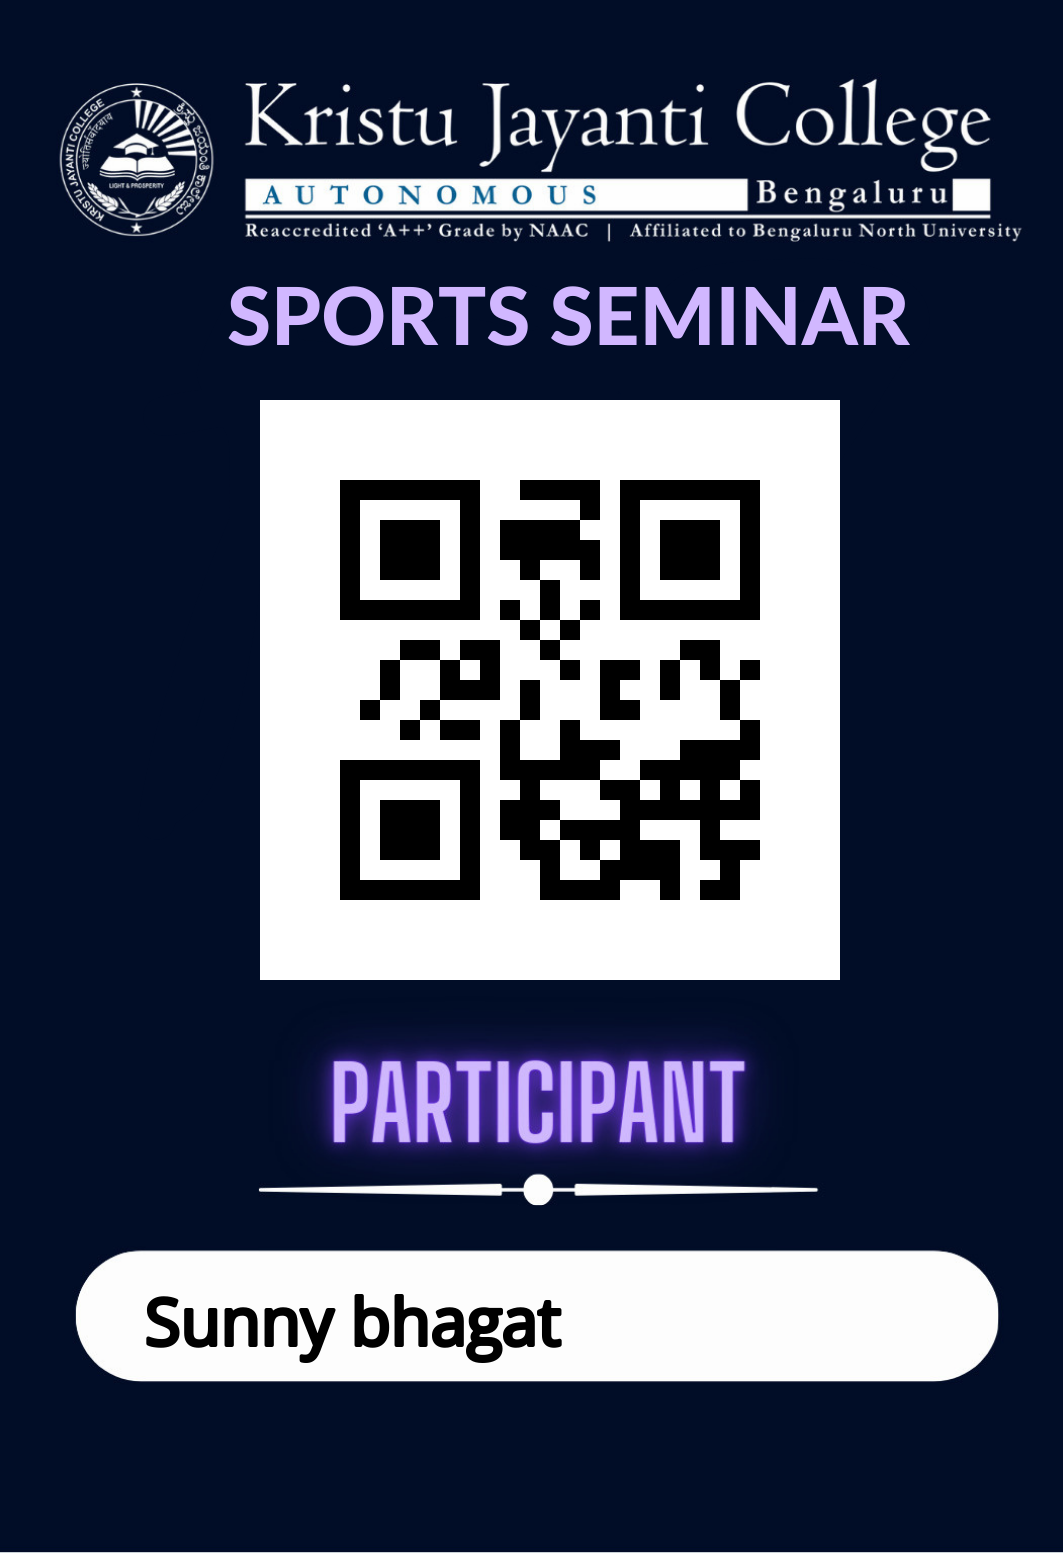 Kristu Jayanti College
AUTONOMOUS Bengaluru
Reaccredited ‘A++’ Grade by NAAC | Affiliated to Bengaluru North University
KRISTU JAYANTI COLLEGE
LIGHT & PROSPERITY
SPORTS SEMINAR
PARTICIPANT
Sunny bhagat